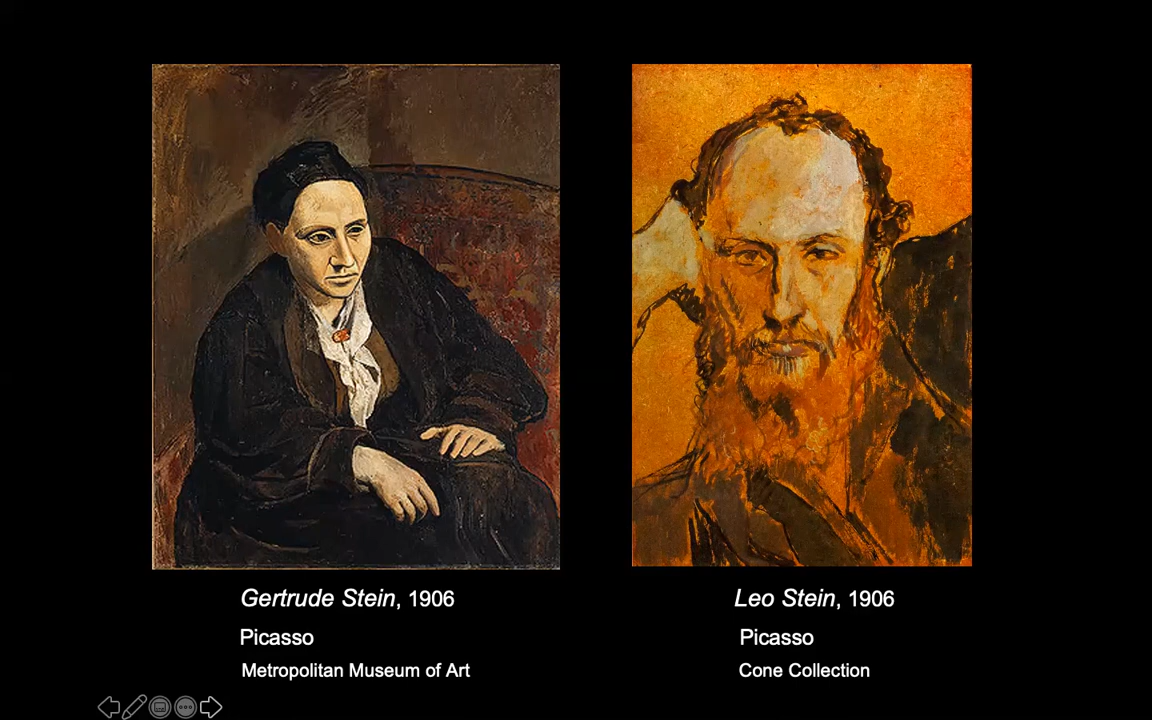 Gertrude Stein, 1906
Picasso
Metropolitan Museum of Art
Leo Stein, 1906
Picasso
Cone Collection